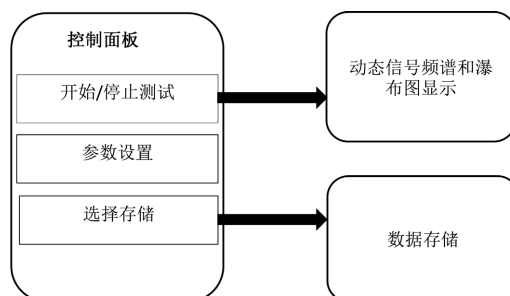 控制面板
开始/停止测试
参数设置
选择存储
动态信号频谱和瀑
布图显示
数据存储